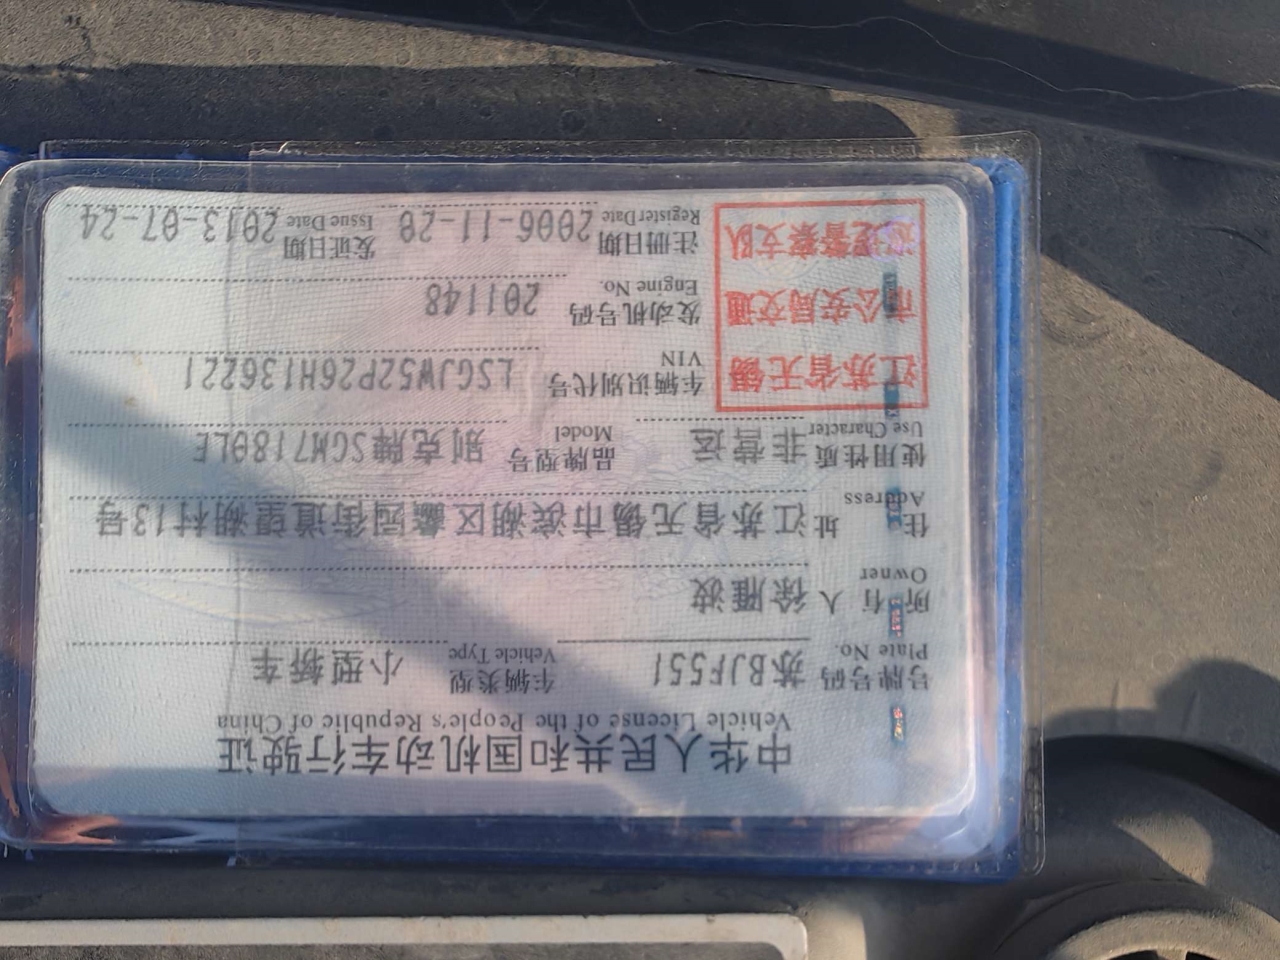 中华人民共和国机动车行驶证
Vehicle License of the People's Republic of China
号牌号码 苏BJF551 车辆类型 小型轿车
Plate No. Vehicle Type
所有人 徐雁波
Owner
住址 江苏省无锡市滨湖区蠡园街道望湖村13号
Address
使用性质 非营运 品牌型号 别克牌SGM7180LE
Use Character Model
江苏省无锡
市公安局交通
巡逻警察支队
车辆识别代号 LSGJW52P26H136221
VIN
发动机号码 201148
Engine No.
注册日期 2006-11-20 发证日期 2013-07-24
Register Date Issue Date